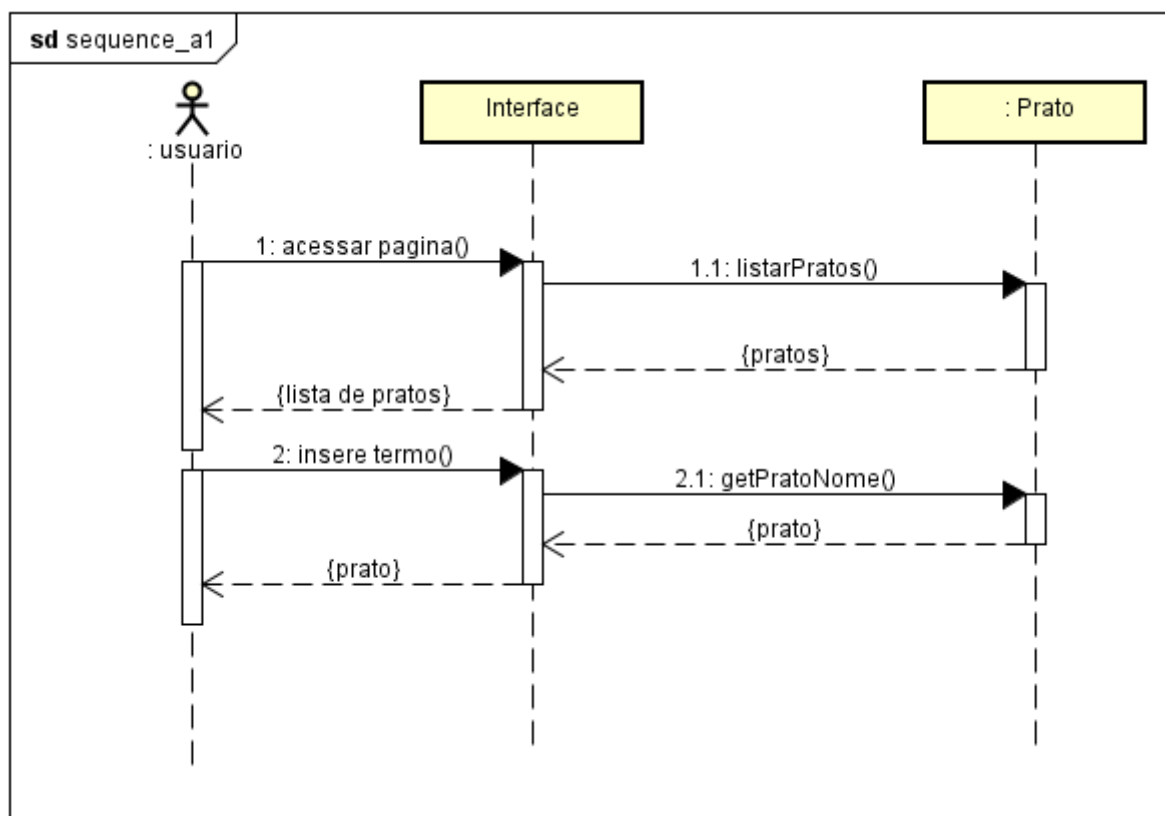 sd sequence_a1
: usuario
Interface
: Prato
1: acessar pagina()
1.1: listarPratos()
{pratos}
{lista de pratos}
2: insere termo()
2.1: getPratoNome()
{prato}
{prato}